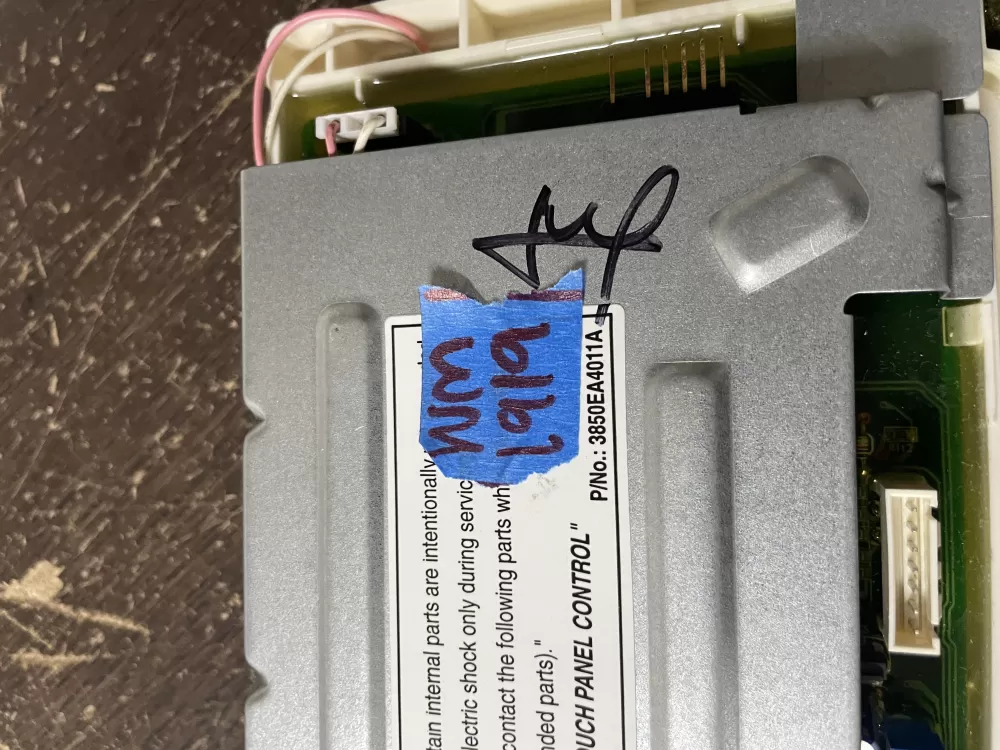 WM
1919
tain internal parts are intentionally
lectric shock only during servic
contact the following parts wh
nded parts)."
OUCH PANEL CONTROL"
P/No.: 3850EA4011A